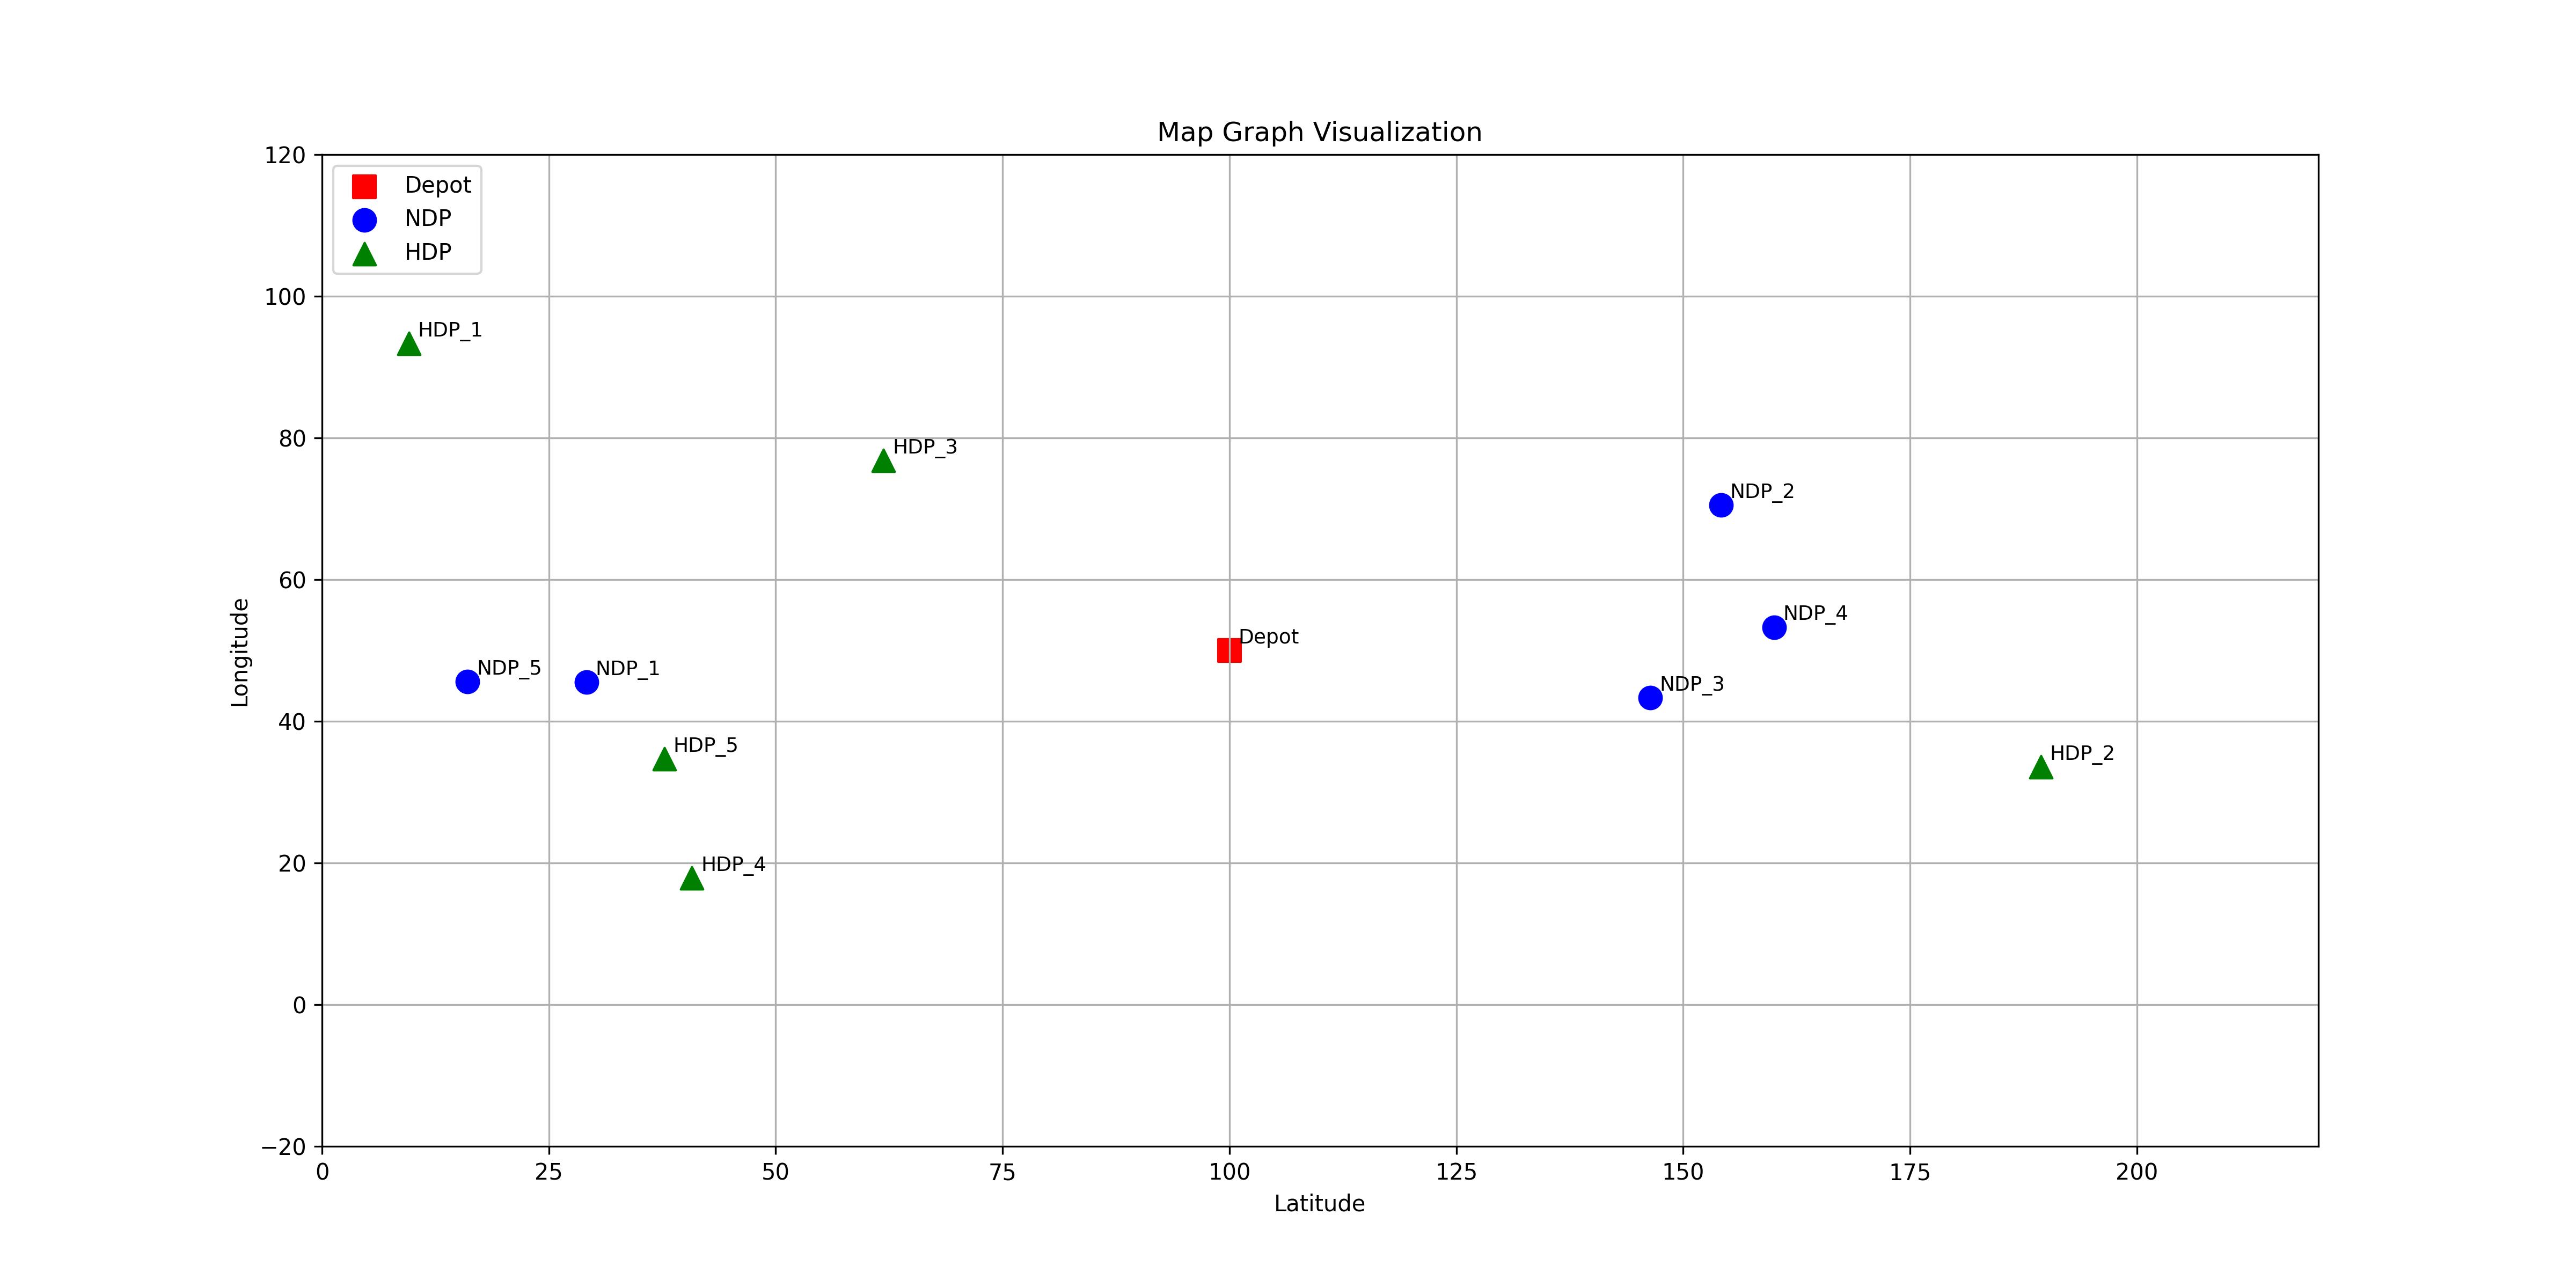 Map Graph Visualization
120
100
80
60
40
20
0
−20
Longitude
Depot
NDP
HDP
HDP_1
HDP_3
NDP_2
NDP_4
Depot
NDP_5
NDP_1
NDP_3
HDP_5
HDP_2
HDP_4
0 25 50 75 100 125 150 175 200
Latitude